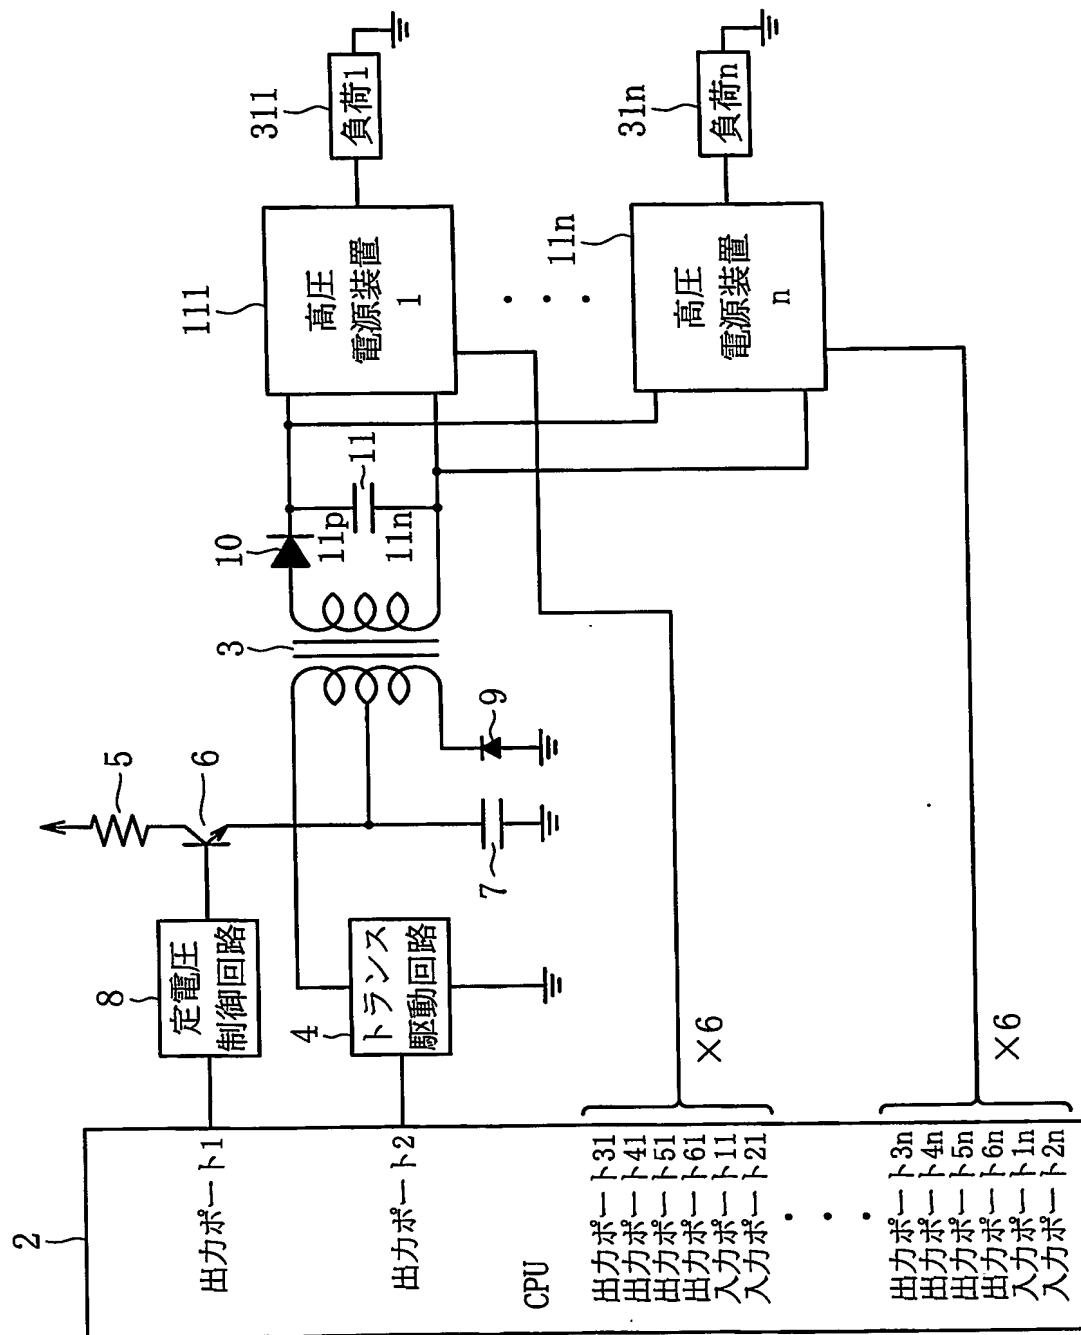 2
CPU
出力ポート1
出力ポート2
出力ポート31
出力ポート41
出力ポート51
出力ポート61
入力ポート11
入力ポート21
出力ポート3n
出力ポート4n
出力ポート5n
出力ポート6n
入力ポート1n
入力ポート2n
×6
×6
8
定電圧
制御回路
4
トランス
駆動回路
5
6
7
9
3
10
11p
11
11n
111
高圧
電源装置
1
11n
高圧
電源装置
n
311
負荷1
31n
負荷n